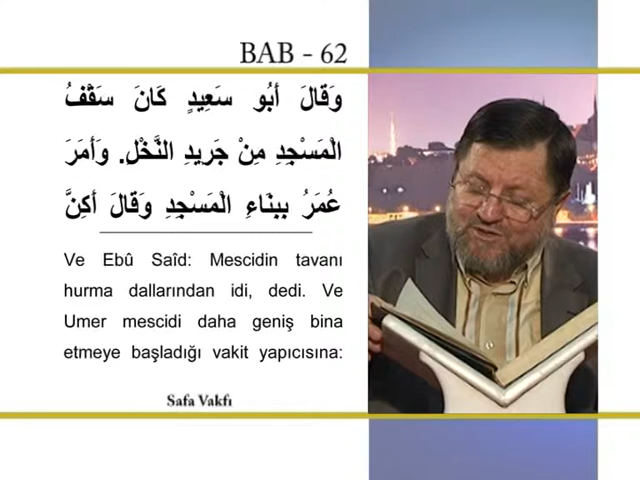 BAB - 62
وَقَالَ أَبُو سَعِيدٍ كَانَ سَقْفُ
الْمَسْجِدِ مِنْ جَرِيدِ النَّخْلِ. وَأَمَرَ
عُمَرُ بِبِنَاءِ الْمَسْجِدِ وَقَالَ أَكِنَّ
Ve Ebû Saîd: Mescidin tavanı
hurma dallarından idi, dedi. Ve
Umer mescidi daha geniş bina
etmeye başladığı vakit yapıcısına:
Safa Vakfı